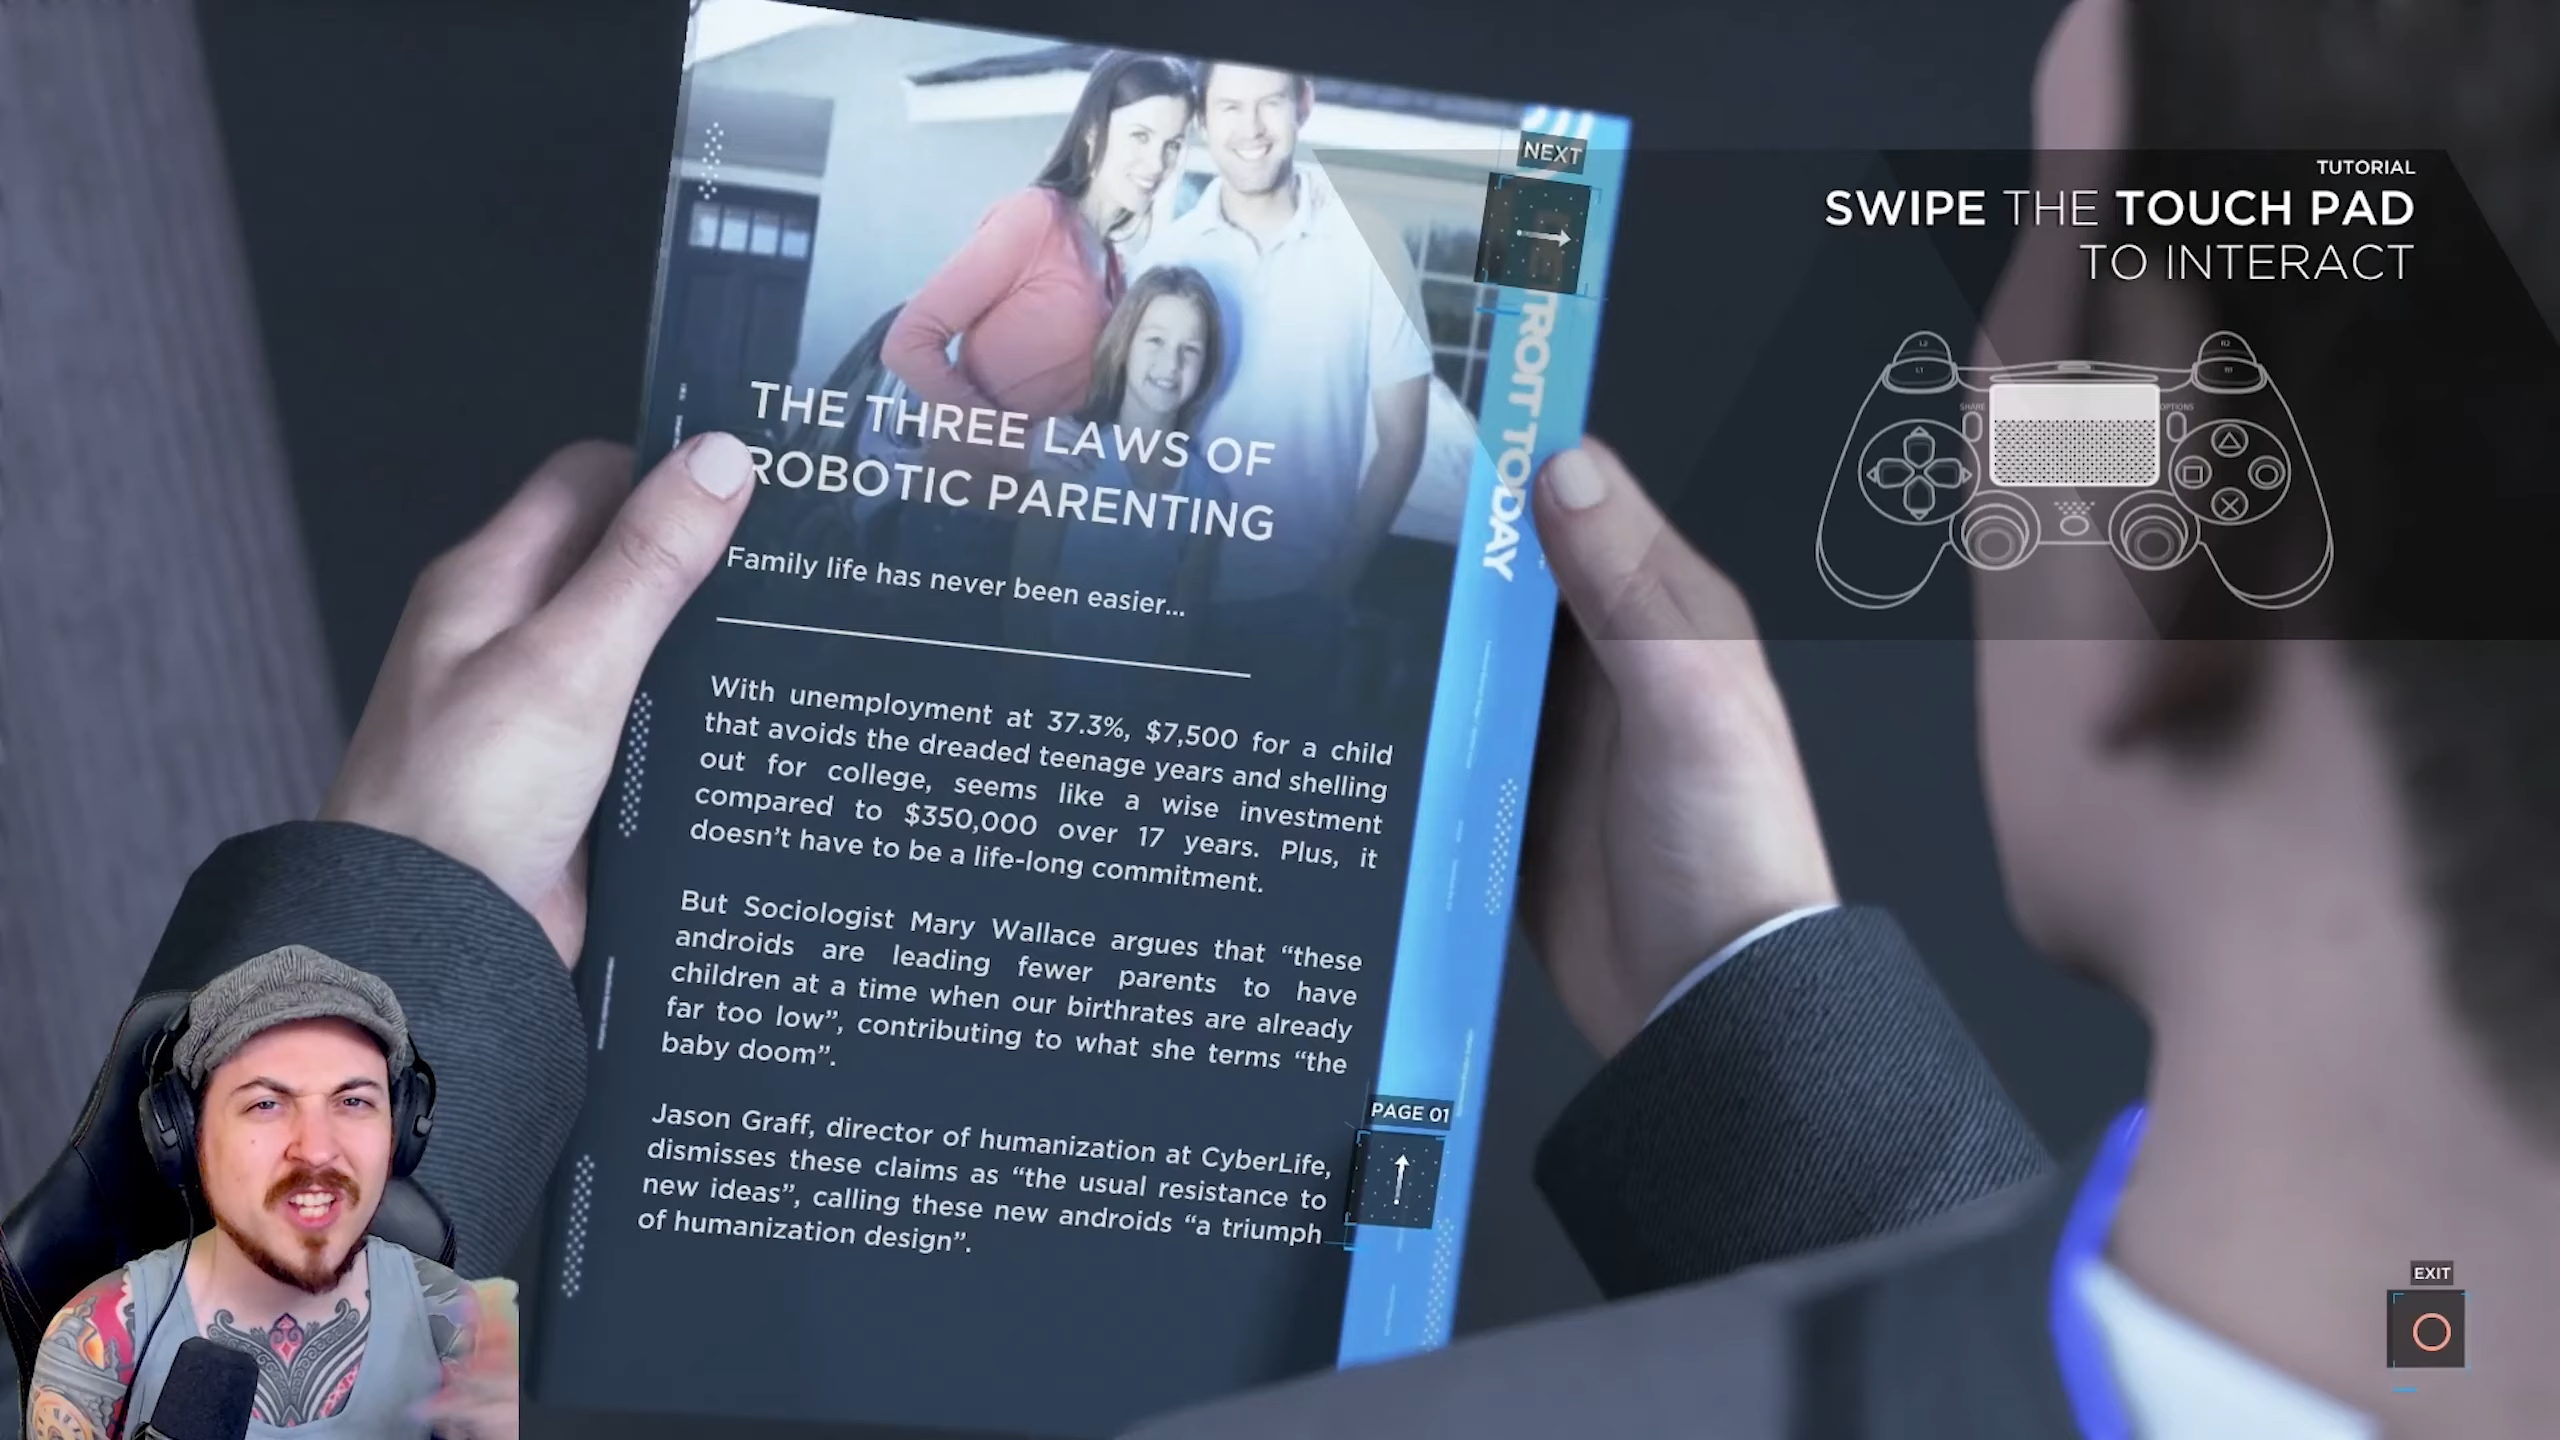 THE THREE LAWS OF
ROBOTIC PARENTING
Family life has never been easier...
With unemployment at 37.3%, $7,500 for a child
that avoids the dreaded teenage years and shelling
out for college, seems like a wise investment
compared to $350,000 over 17 years. Plus, it
doesn't have to be a life-long commitment.
But Sociologist Mary Wallace argues that “these
androids are leading fewer parents to have
children at a time when our birthrates are already
far too low”, contributing to what she terms “the
baby doom”.
Jason Graff, director of humanization at CyberLife,
dismisses these claims as “the usual resistance to
new ideas”, calling these new androids “a triumph
of humanization design”.
NEXT
TROIT TODAY
PAGE 01
TUTORIAL
SWIPE THE TOUCH PAD
TO INTERACT
L2
R2
L1
R1
SHARE
OPTIONS
EXIT